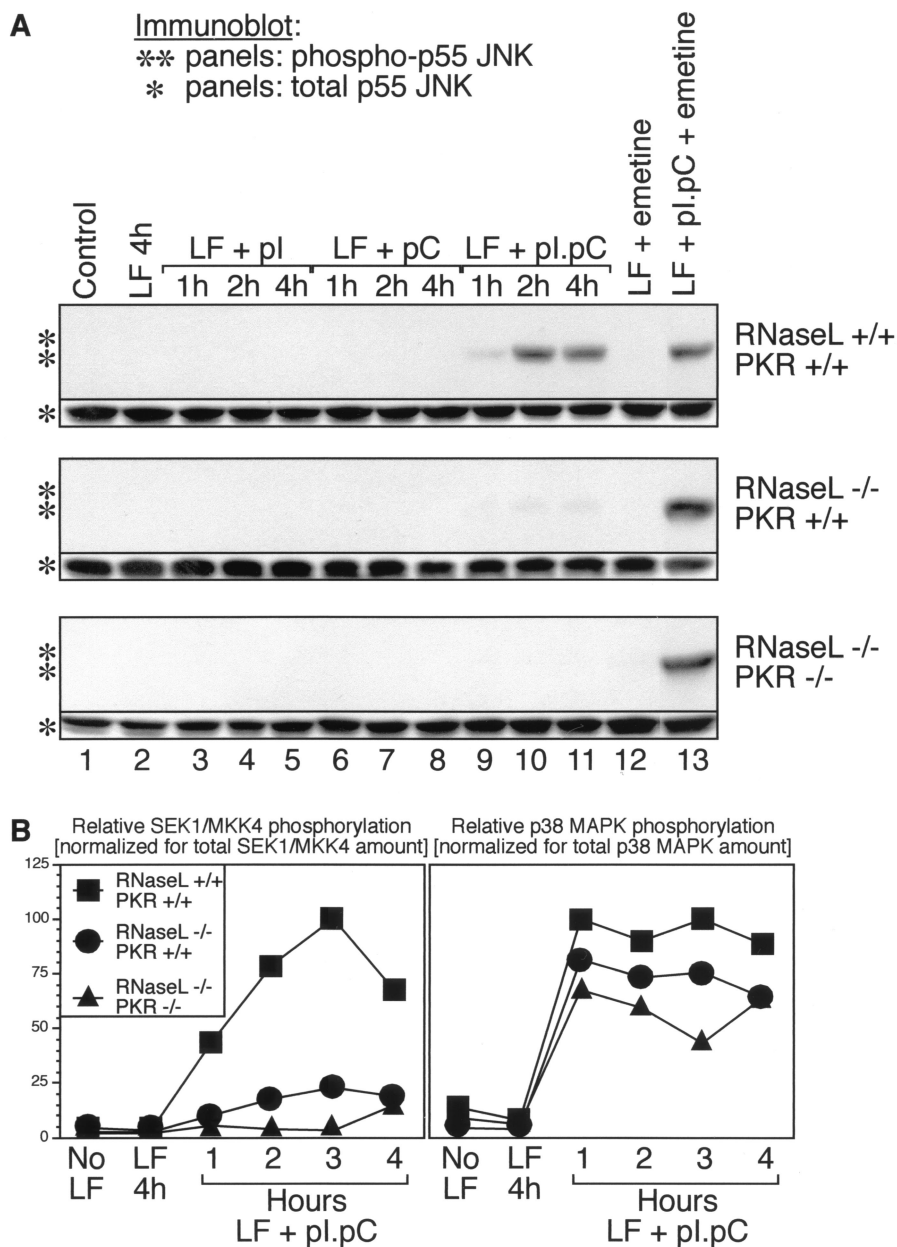 A
Immunoblot:
** panels: phospho-p55 JNK
* panels: total p55 JNK
Control
LF 4h
LF + pI
LF + pC
LF + pI.pC
LF + emetine
LF + pI.pC + emetine
1h 2h 4h 1h 2h 4h 1h 2h 4h
**
RNaseL +/+
PKR +/+
*
**
RNaseL -/-
PKR +/+
*
**
RNaseL -/-
PKR -/-
*
1 2 3 4 5 6 7 8 9 10 11 12 13
B
Relative SEK1/MKK4 phosphorylation
[normalized for total SEK1/MKK4 amount]
125
100
75
50
25
0
RNaseL +/+
PKR +/+
RNaseL -/-
PKR +/+
RNaseL -/-
PKR -/-
No LF
LF 4h
1 2 3 4
Hours
LF + pI.pC
Relative p38 MAPK phosphorylation
[normalized for total p38 MAPK amount]
No LF
LF 4h
1 2 3 4
Hours
LF + pI.pC